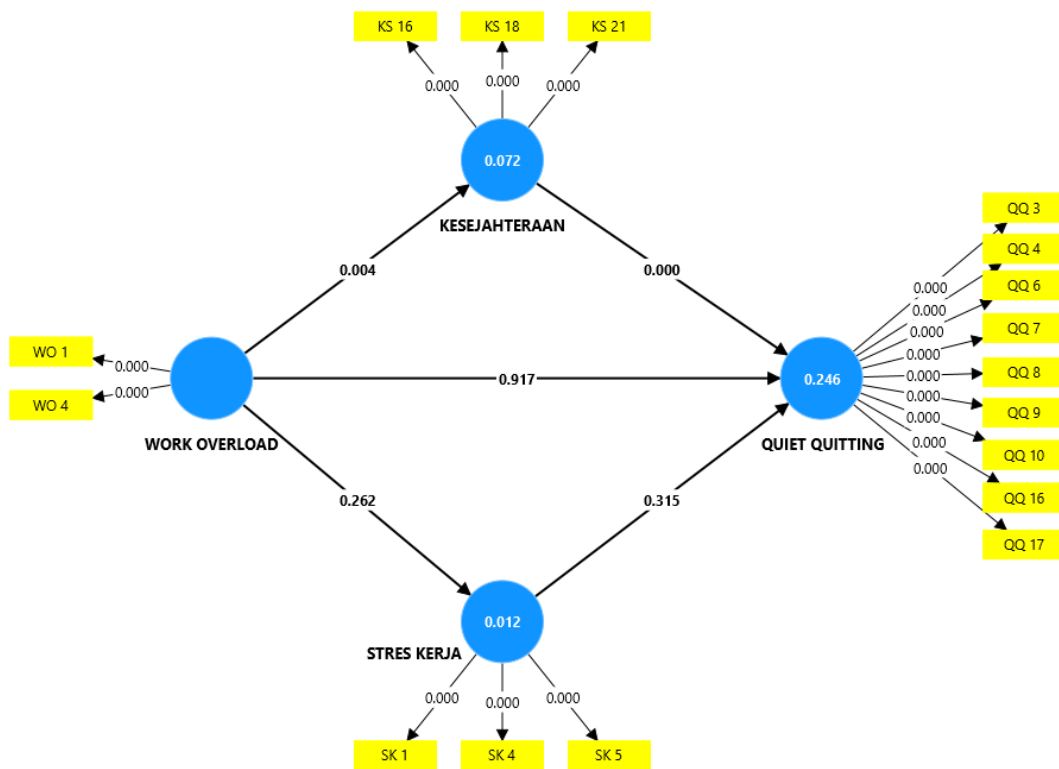 KS 16
KS 18
KS 21
0.000
0.000
0.000
0.072
KESEJAHTERAAN
0.004
0.000
WO 1
WO 4
0.000
0.000
WORK OVERLOAD
0.917
0.262
0.315
0.246
QUIET QUITTING
QQ 3
QQ 4
QQ 6
QQ 7
QQ 8
QQ 9
QQ 10
QQ 16
QQ 17
0.000
0.000
0.000
0.000
0.000
0.000
0.000
0.000
0.000
0.012
STRES KERJA
0.000
0.000
0.000
SK 1
SK 4
SK 5